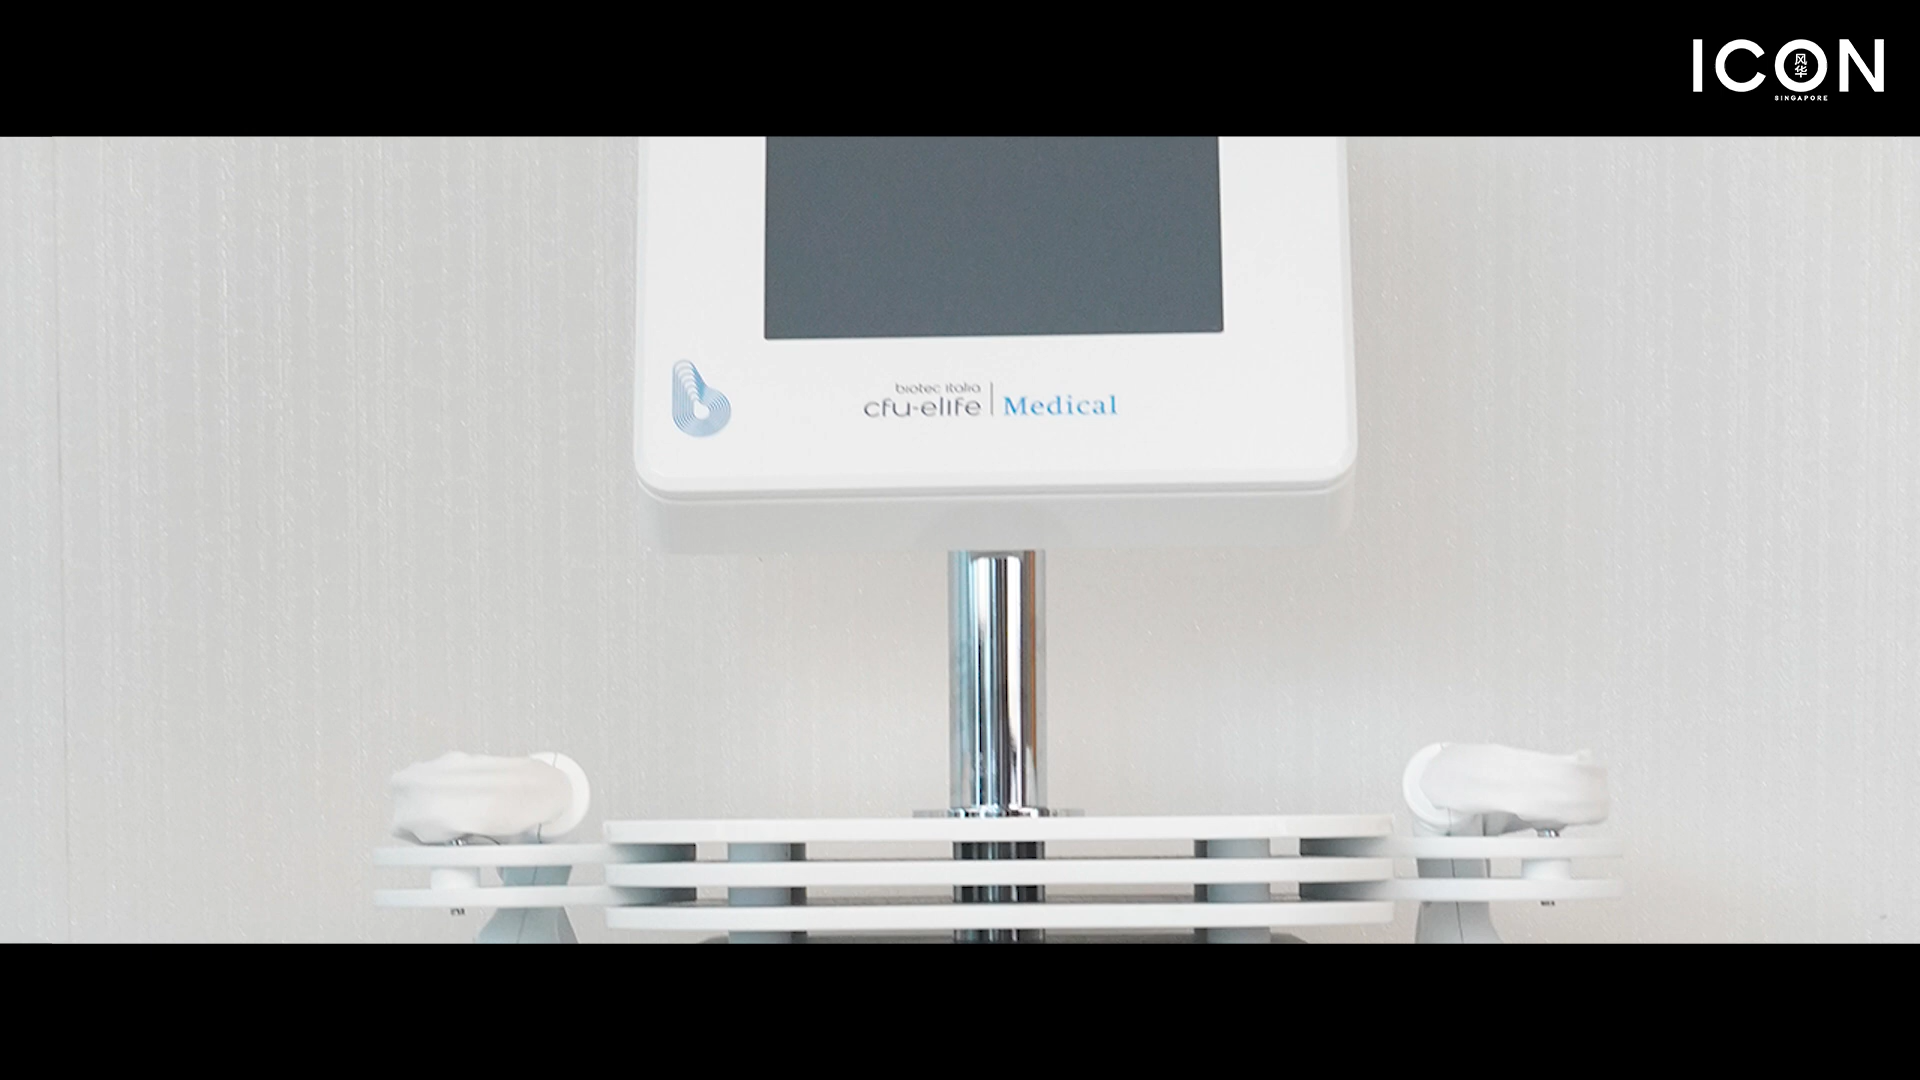 ICON
风华
SINGAPORE
biotec italia
cfu-elife | Medical